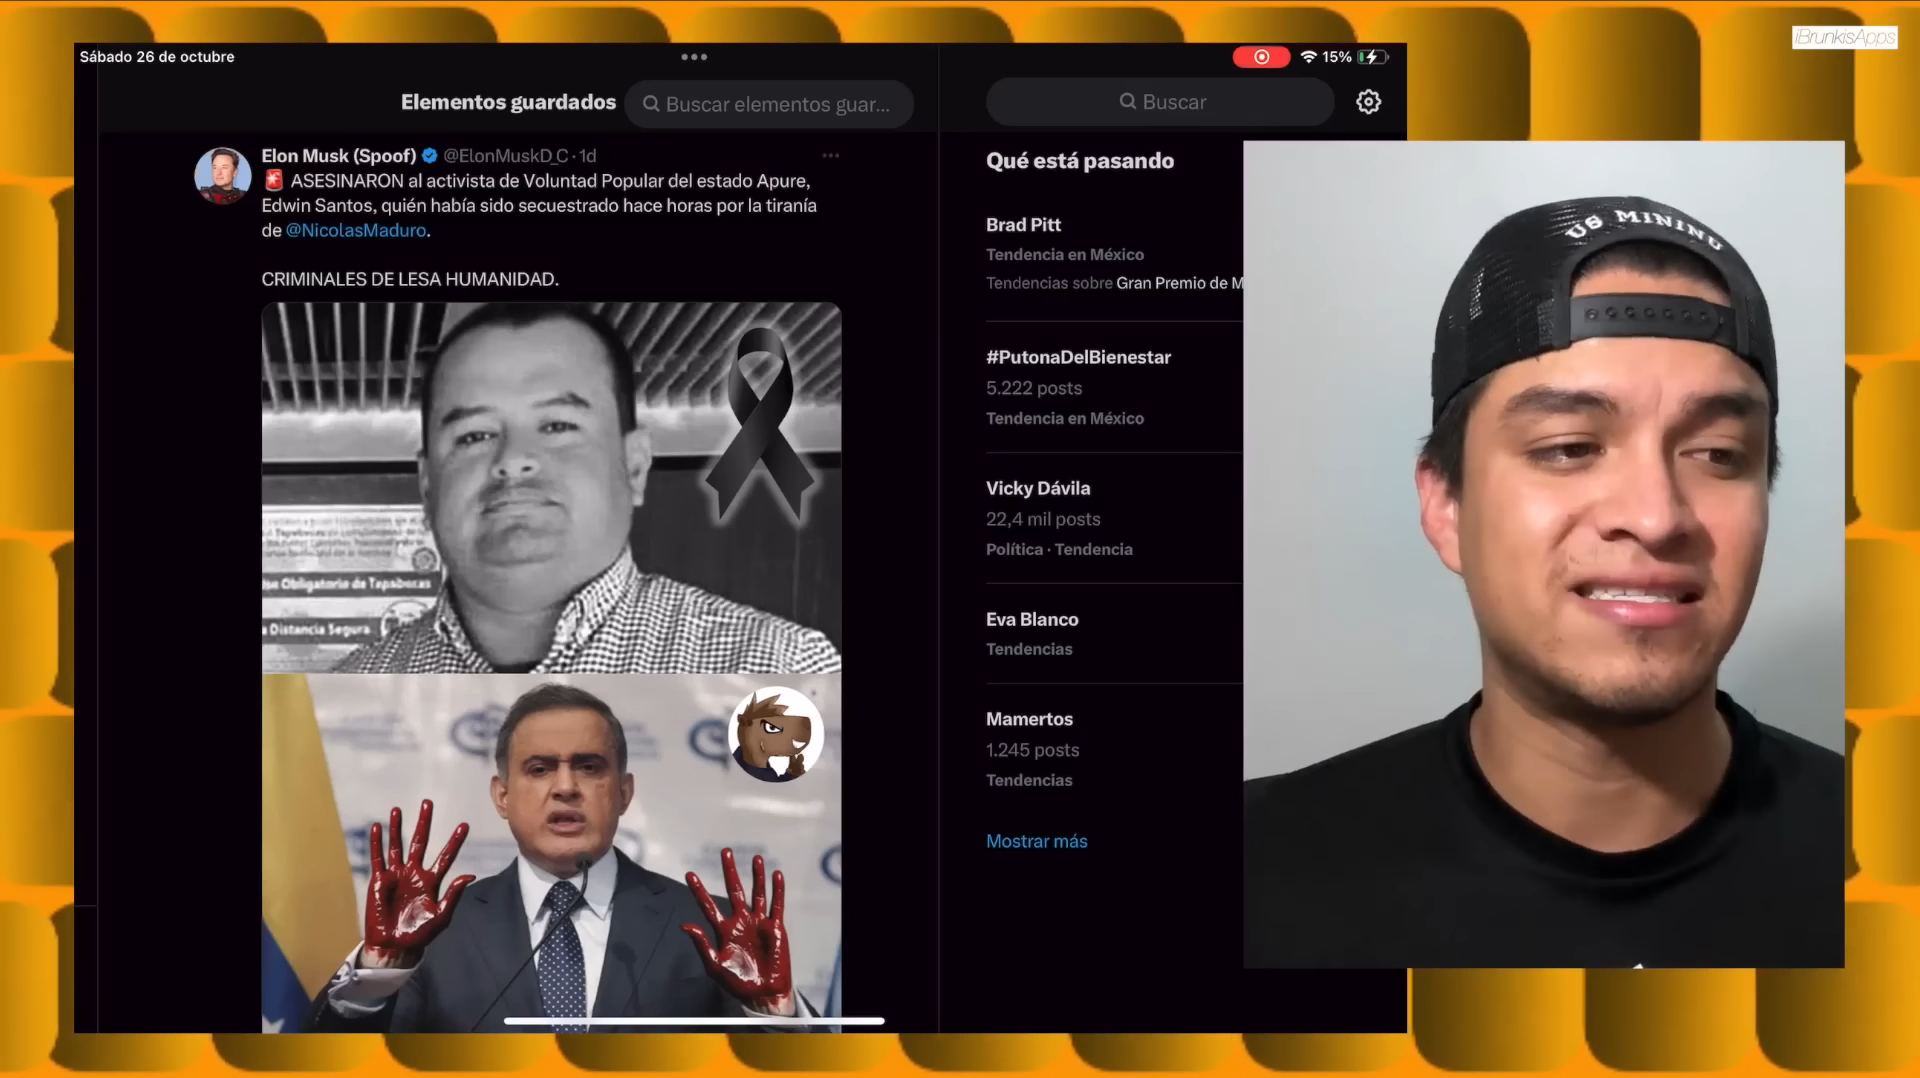 iBrunkisApps
Sábado 26 de octubre
15%
Elementos guardados
Buscar elementos guar...
Buscar
Elon Musk (Spoof) @ElonMuskD_C · 1d
ASESINARON al activista de Voluntad Popular del estado Apure,
Edwin Santos, quién había sido secuestrado hace horas por la tiranía
de @NicolasMaduro.
CRIMINALES DE LESA HUMANIDAD.
Obligatorio de Tapabocas
Distancia Segura
Qué está pasando
Brad Pitt
Tendencia en México
Tendencias sobre Gran Premio de M
#PutonaDelBienestar
5.222 posts
Tendencia en México
Vicky Dávila
22,4 mil posts
Política · Tendencia
Eva Blanco
Tendencias
Mamertos
1.245 posts
Tendencias
Mostrar más
US MININU